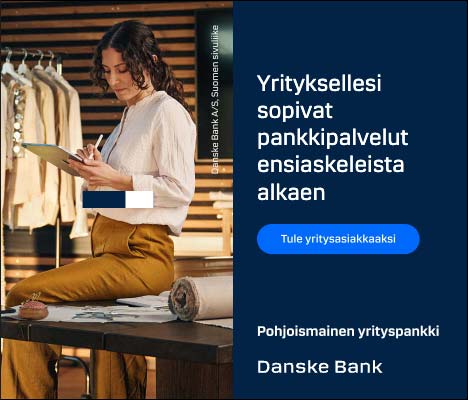 Danske Bank A/S, Suomen sivuliike
Yrityksellesi
sopivat
pankkipalvelut
ensiaskeleista
alkaen
Tule yritysasiakkaaksi
Pohjoismainen yrityspankki
Danske Bank